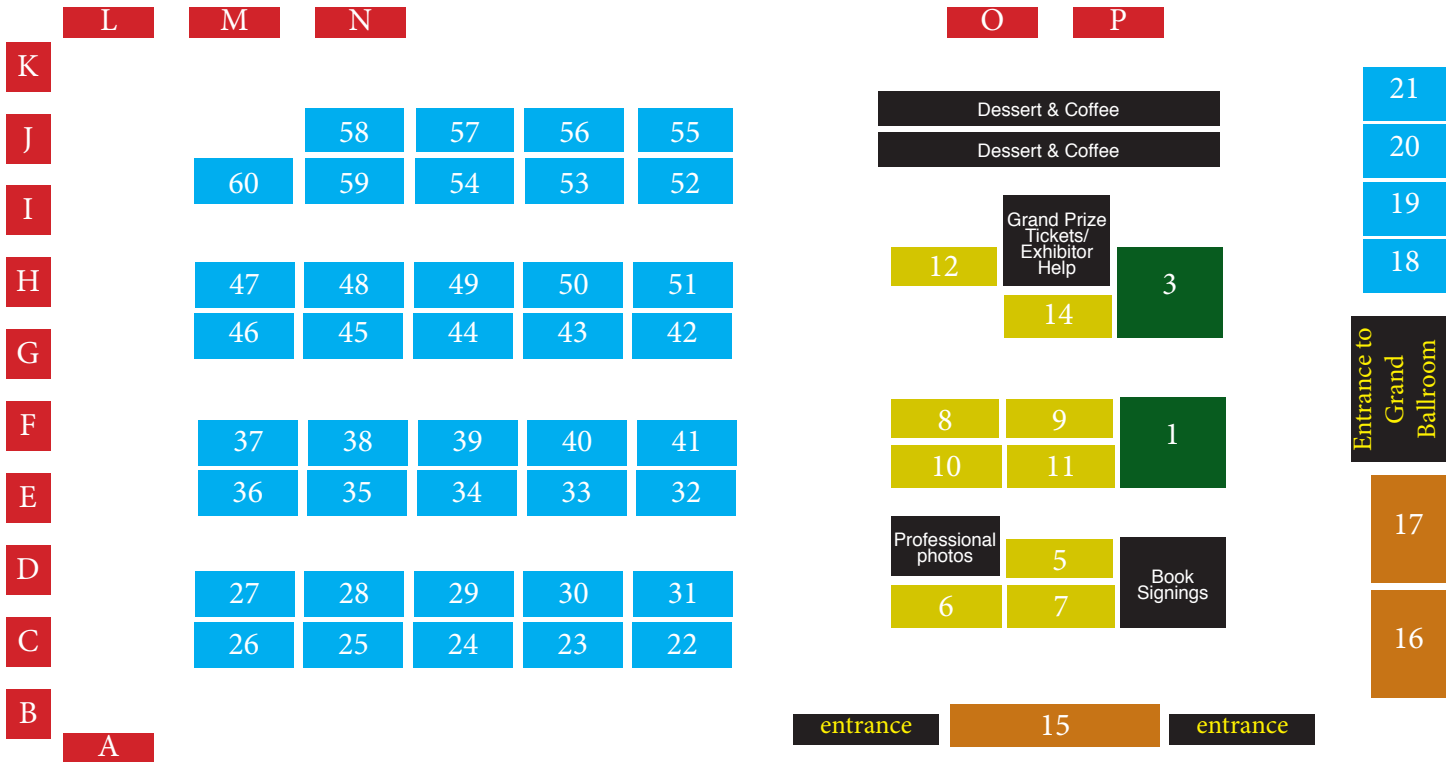 L M N O P
K
21
Dessert & Coffee
58 57 56 55
J
20
Dessert & Coffee
60 59 54 53 52
I
19
Grand Prize
Tickets/
Exhibitor
Help
12
18
H
47 48 49 50 51
3
14
46 45 44 43 42
G
Entrance to
Grand
Ballroom
F
8 9
1
37 38 39 40 41
10 11
E
36 35 34 33 32
17
Professional
photos
5
D
Book
Signings
27 28 29 30 31
6 7
C
26 25 24 23 22
16
B
entrance 15 entrance
A